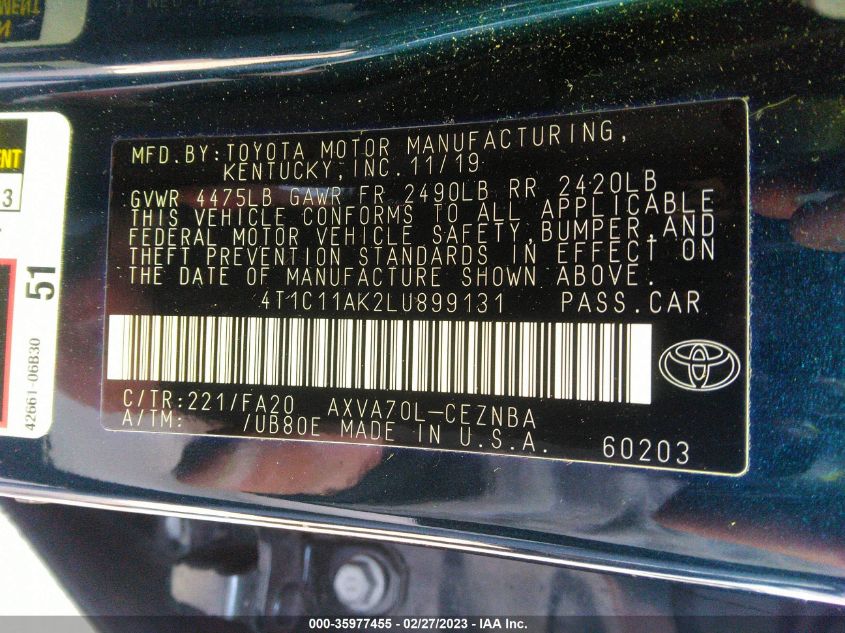 MFD.BY:TOYOTA MOTOR MANUFACTURING,
KENTUCKY,INC.11/19
GVWR 4475LB GAWR FR 2490LB RR 2420LB
THIS VEHICLE CONFORMS TO ALL APPLICABLE
FEDERAL MOTOR VEHICLE SAFETY,BUMPER,AND
THEFT PREVENTION STANDARDS IN EFFECT ON
THE DATE OF MANUFACTURE SHOWN ABOVE.
4T1C11AK2LU899131 PASS.CAR
C/TR:221/FA20 AXVA70L-CEZNBA
A/TM: /UB80E MADE IN U.S.A.
60203
3
51
42661-06B30
000-35977455 - 02/27/2023 - IAA Inc.